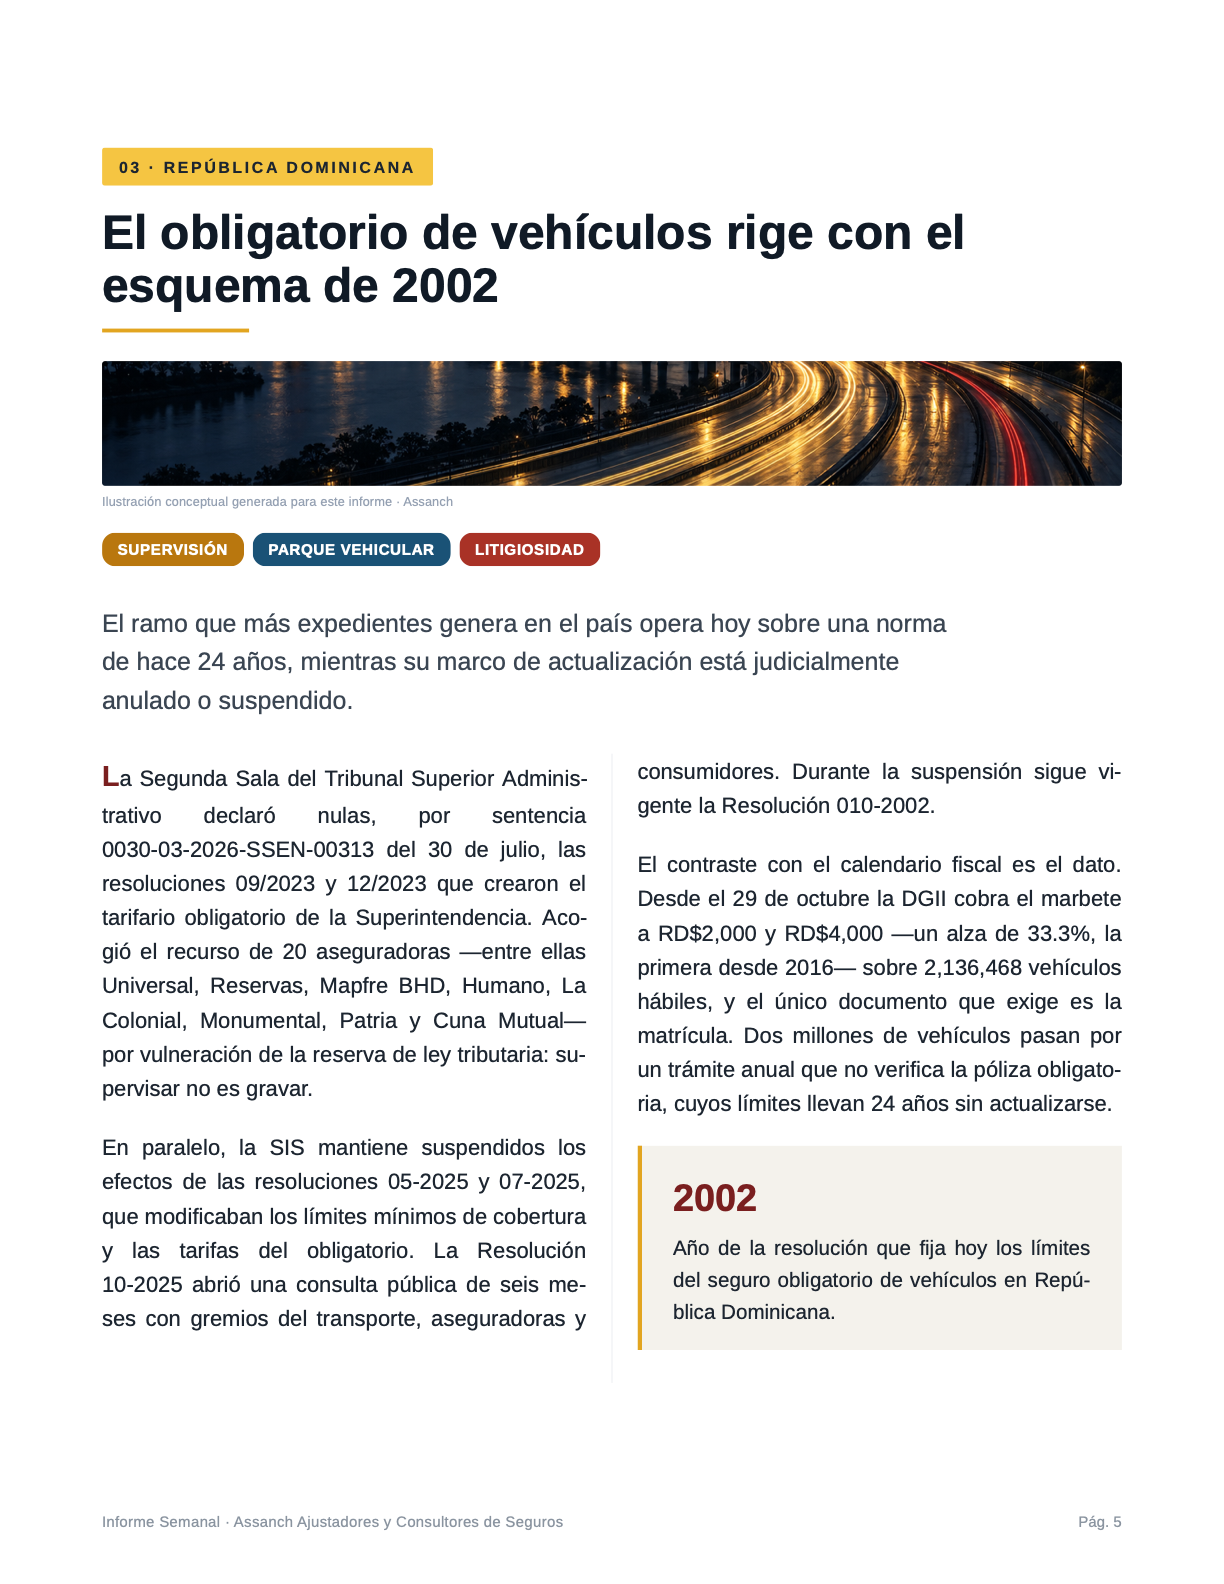 03 · REPÚBLICA DOMINICANA
El obligatorio de vehículos rige con el
esquema de 2002
Ilustración conceptual generada para este informe · Assanch
SUPERVISIÓN
PARQUE VEHICULAR
LITIGIOSIDAD
El ramo que más expedientes genera en el país opera hoy sobre una norma
de hace 24 años, mientras su marco de actualización está judicialmente
anulado o suspendido.
La Segunda Sala del Tribunal Superior Adminis-
trativo declaró nulas, por sentencia
0030-03-2026-SSEN-00313 del 30 de julio, las
resoluciones 09/2023 y 12/2023 que crearon el
tarifario obligatorio de la Superintendencia. Aco-
gió el recurso de 20 aseguradoras —entre ellas
Universal, Reservas, Mapfre BHD, Humano, La
Colonial, Monumental, Patria y Cuna Mutual—
por vulneración de la reserva de ley tributaria: su-
pervisar no es gravar.
En paralelo, la SIS mantiene suspendidos los
efectos de las resoluciones 05-2025 y 07-2025,
que modificaban los límites mínimos de cobertura
y las tarifas del obligatorio. La Resolución
10-2025 abrió una consulta pública de seis me-
ses con gremios del transporte, aseguradoras y
consumidores. Durante la suspensión sigue vi-
gente la Resolución 010-2002.
El contraste con el calendario fiscal es el dato.
Desde el 29 de octubre la DGII cobra el marbete
a RD$2,000 y RD$4,000 —un alza de 33.3%, la
primera desde 2016— sobre 2,136,468 vehículos
hábiles, y el único documento que exige es la
matrícula. Dos millones de vehículos pasan por
un trámite anual que no verifica la póliza obligato-
ria, cuyos límites llevan 24 años sin actualizarse.
2002
Año de la resolución que fija hoy los límites
del seguro obligatorio de vehículos en Repú-
blica Dominicana.
Informe Semanal · Assanch Ajustadores y Consultores de Seguros
Pág. 5